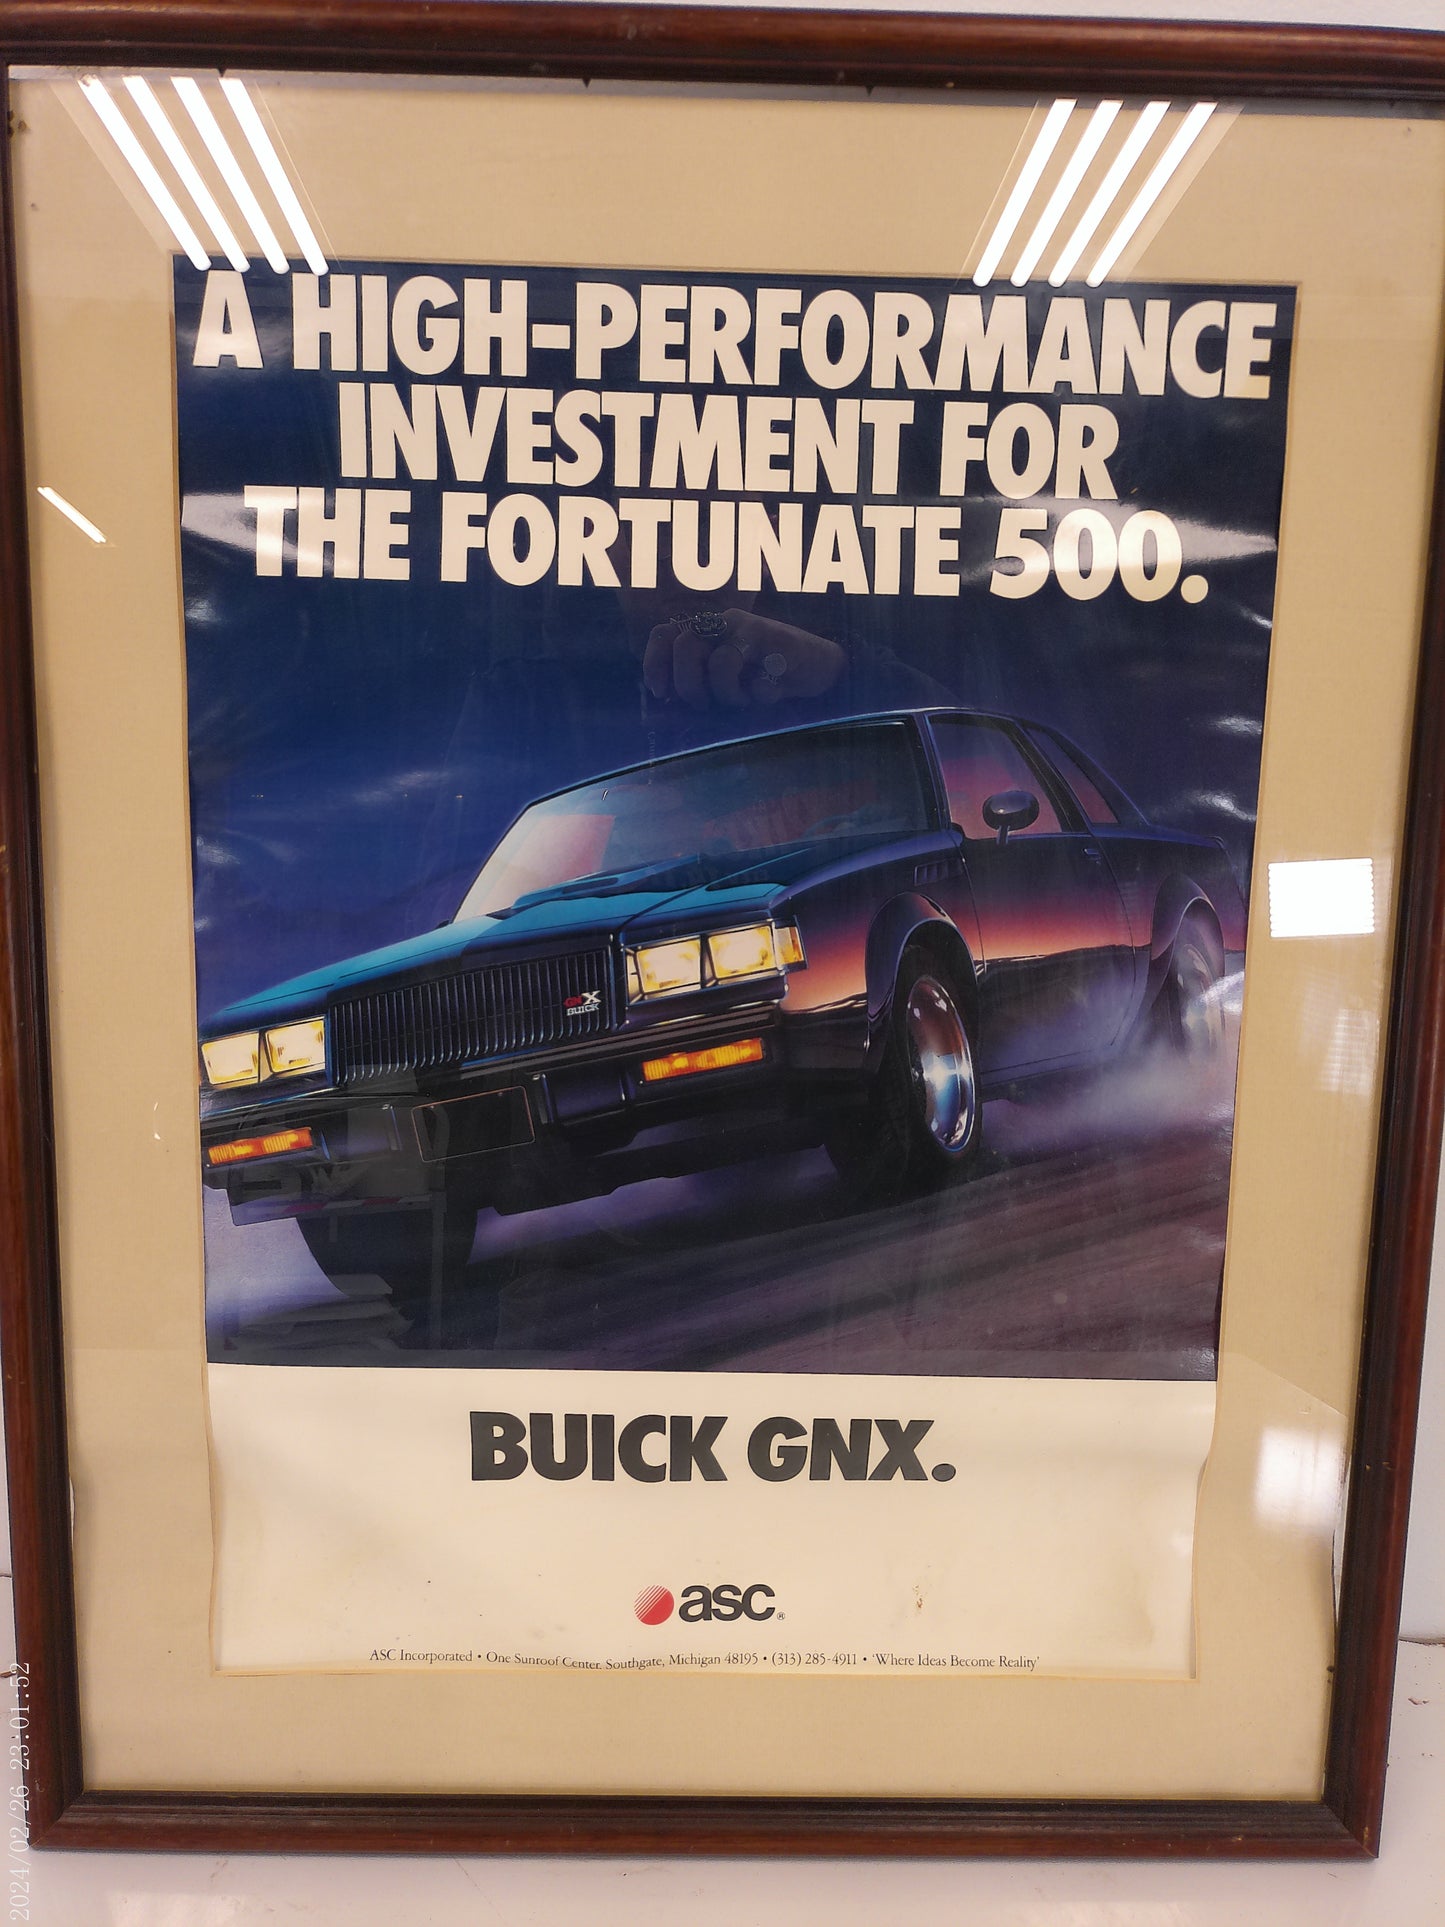 A HIGH-PERFORMANCE
INVESTMENT FOR
THE FORTUNATE 500.
GNX
BUICK
BUICK GNX.
asc®
ASC Incorporated • One Sunroof Center, Southgate, Michigan 48195 • (313) 285-4911 • 'Where Ideas Become Reality'
2024/02/26 23:01:52